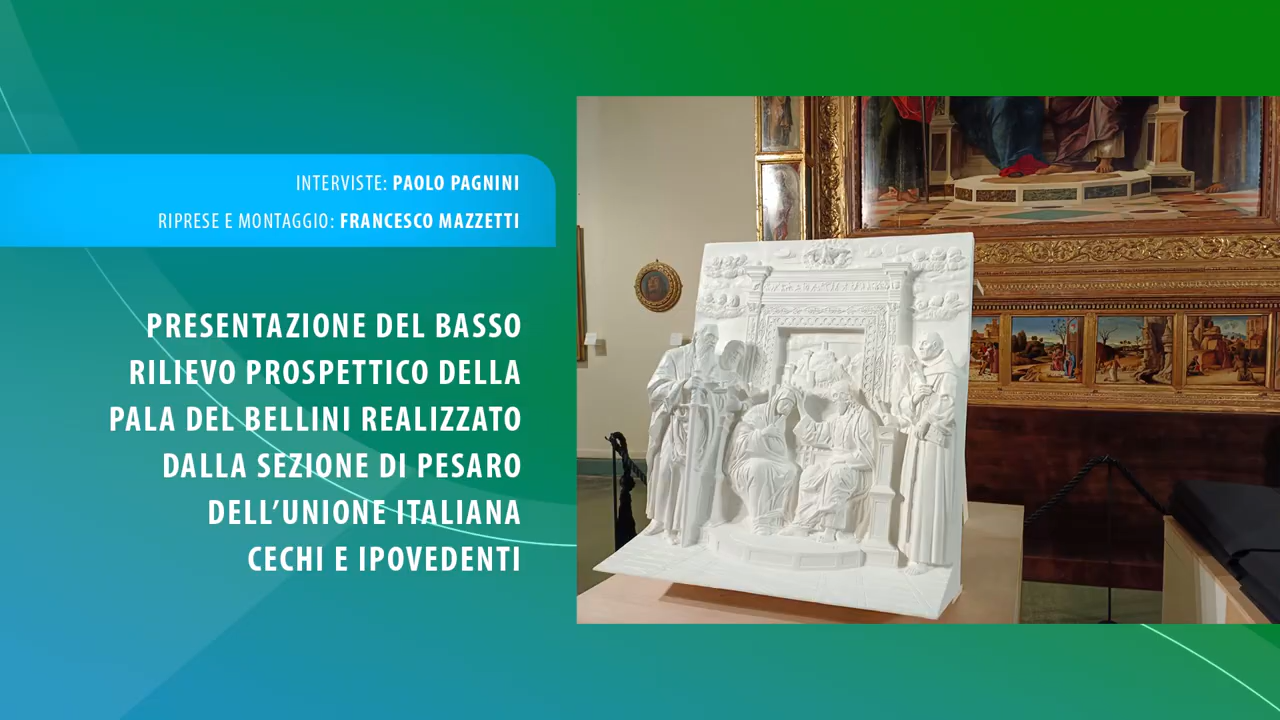 INTERVISTE: PAOLO PAGNINI
RIPRESE E MONTAGGIO: FRANCESCO MAZZETTI
PRESENTAZIONE DEL BASSO
RILIEVO PROSPETTICO DELLA
PALA DEL BELLINI REALIZZATO
DALLA SEZIONE DI PESARO
DELL'UNIONE ITALIANA
CECHI E IPOVEDENTI